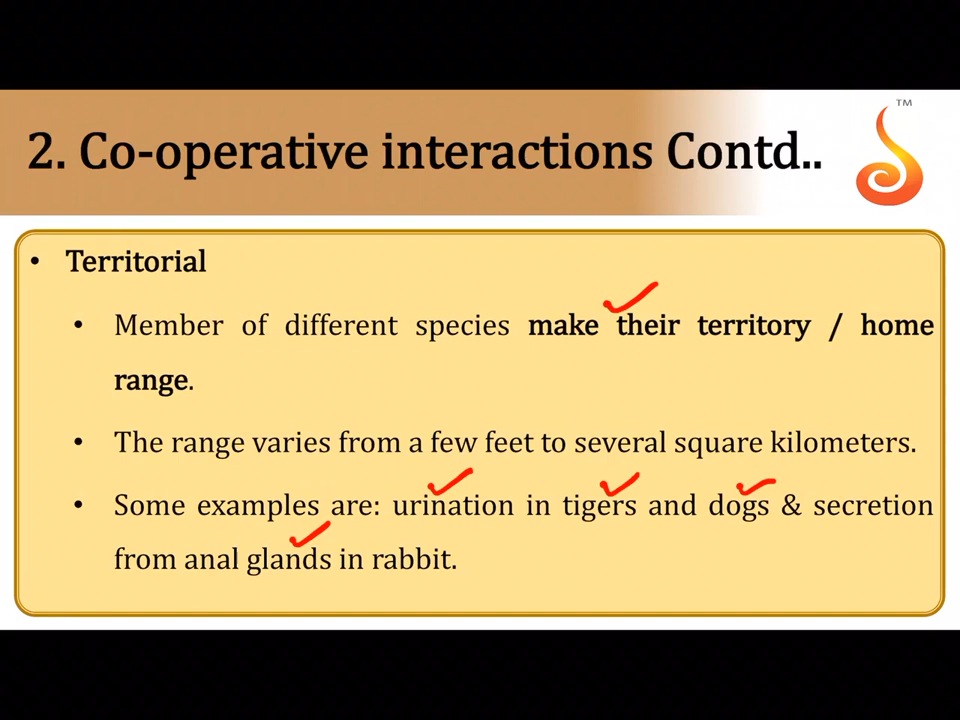 TM
2. Co-operative interactions Contd..
• Territorial
• Member of different species make their territory / home
range.
• The range varies from a few feet to several square kilometers.
• Some examples are: urination in tigers and dogs & secretion
from anal glands in rabbit.